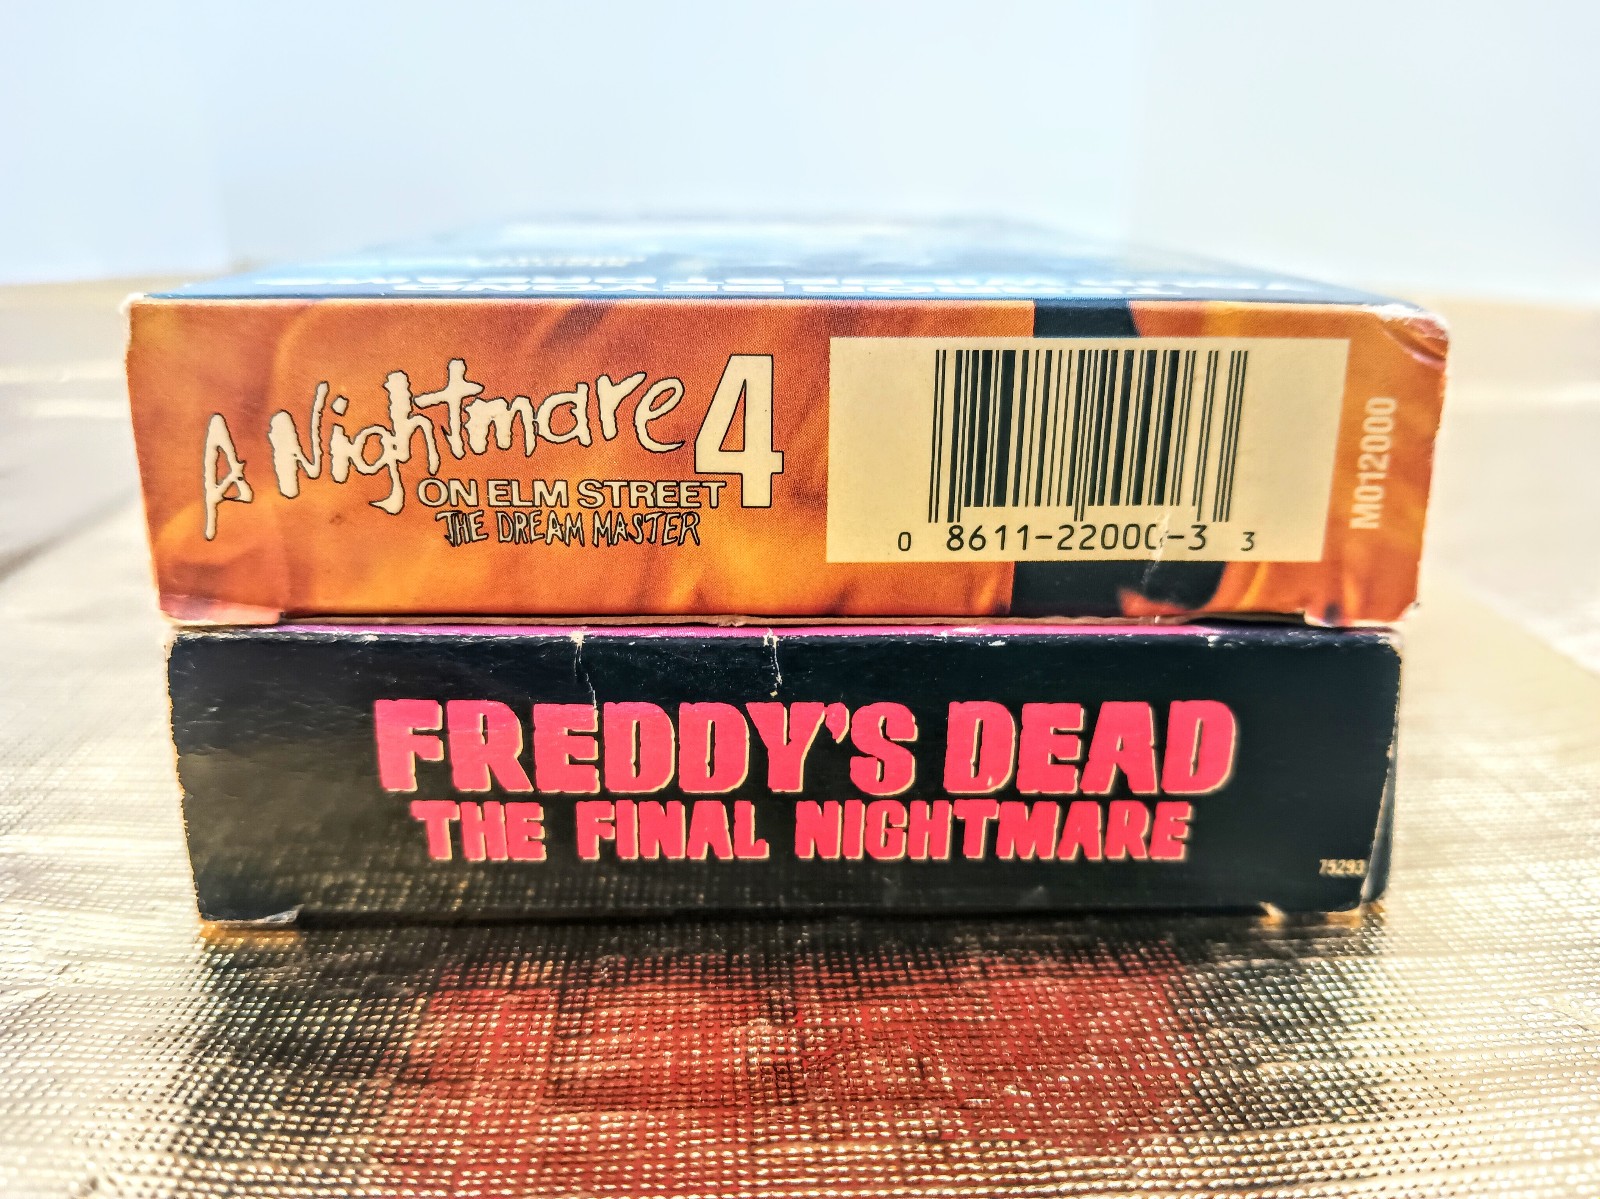 A Nightmare 4
ON ELM STREET
THE DREAM MASTER
0 8611-22000-3 3
M012000
FREDDY'S DEAD
THE FINAL NIGHTMARE
75293